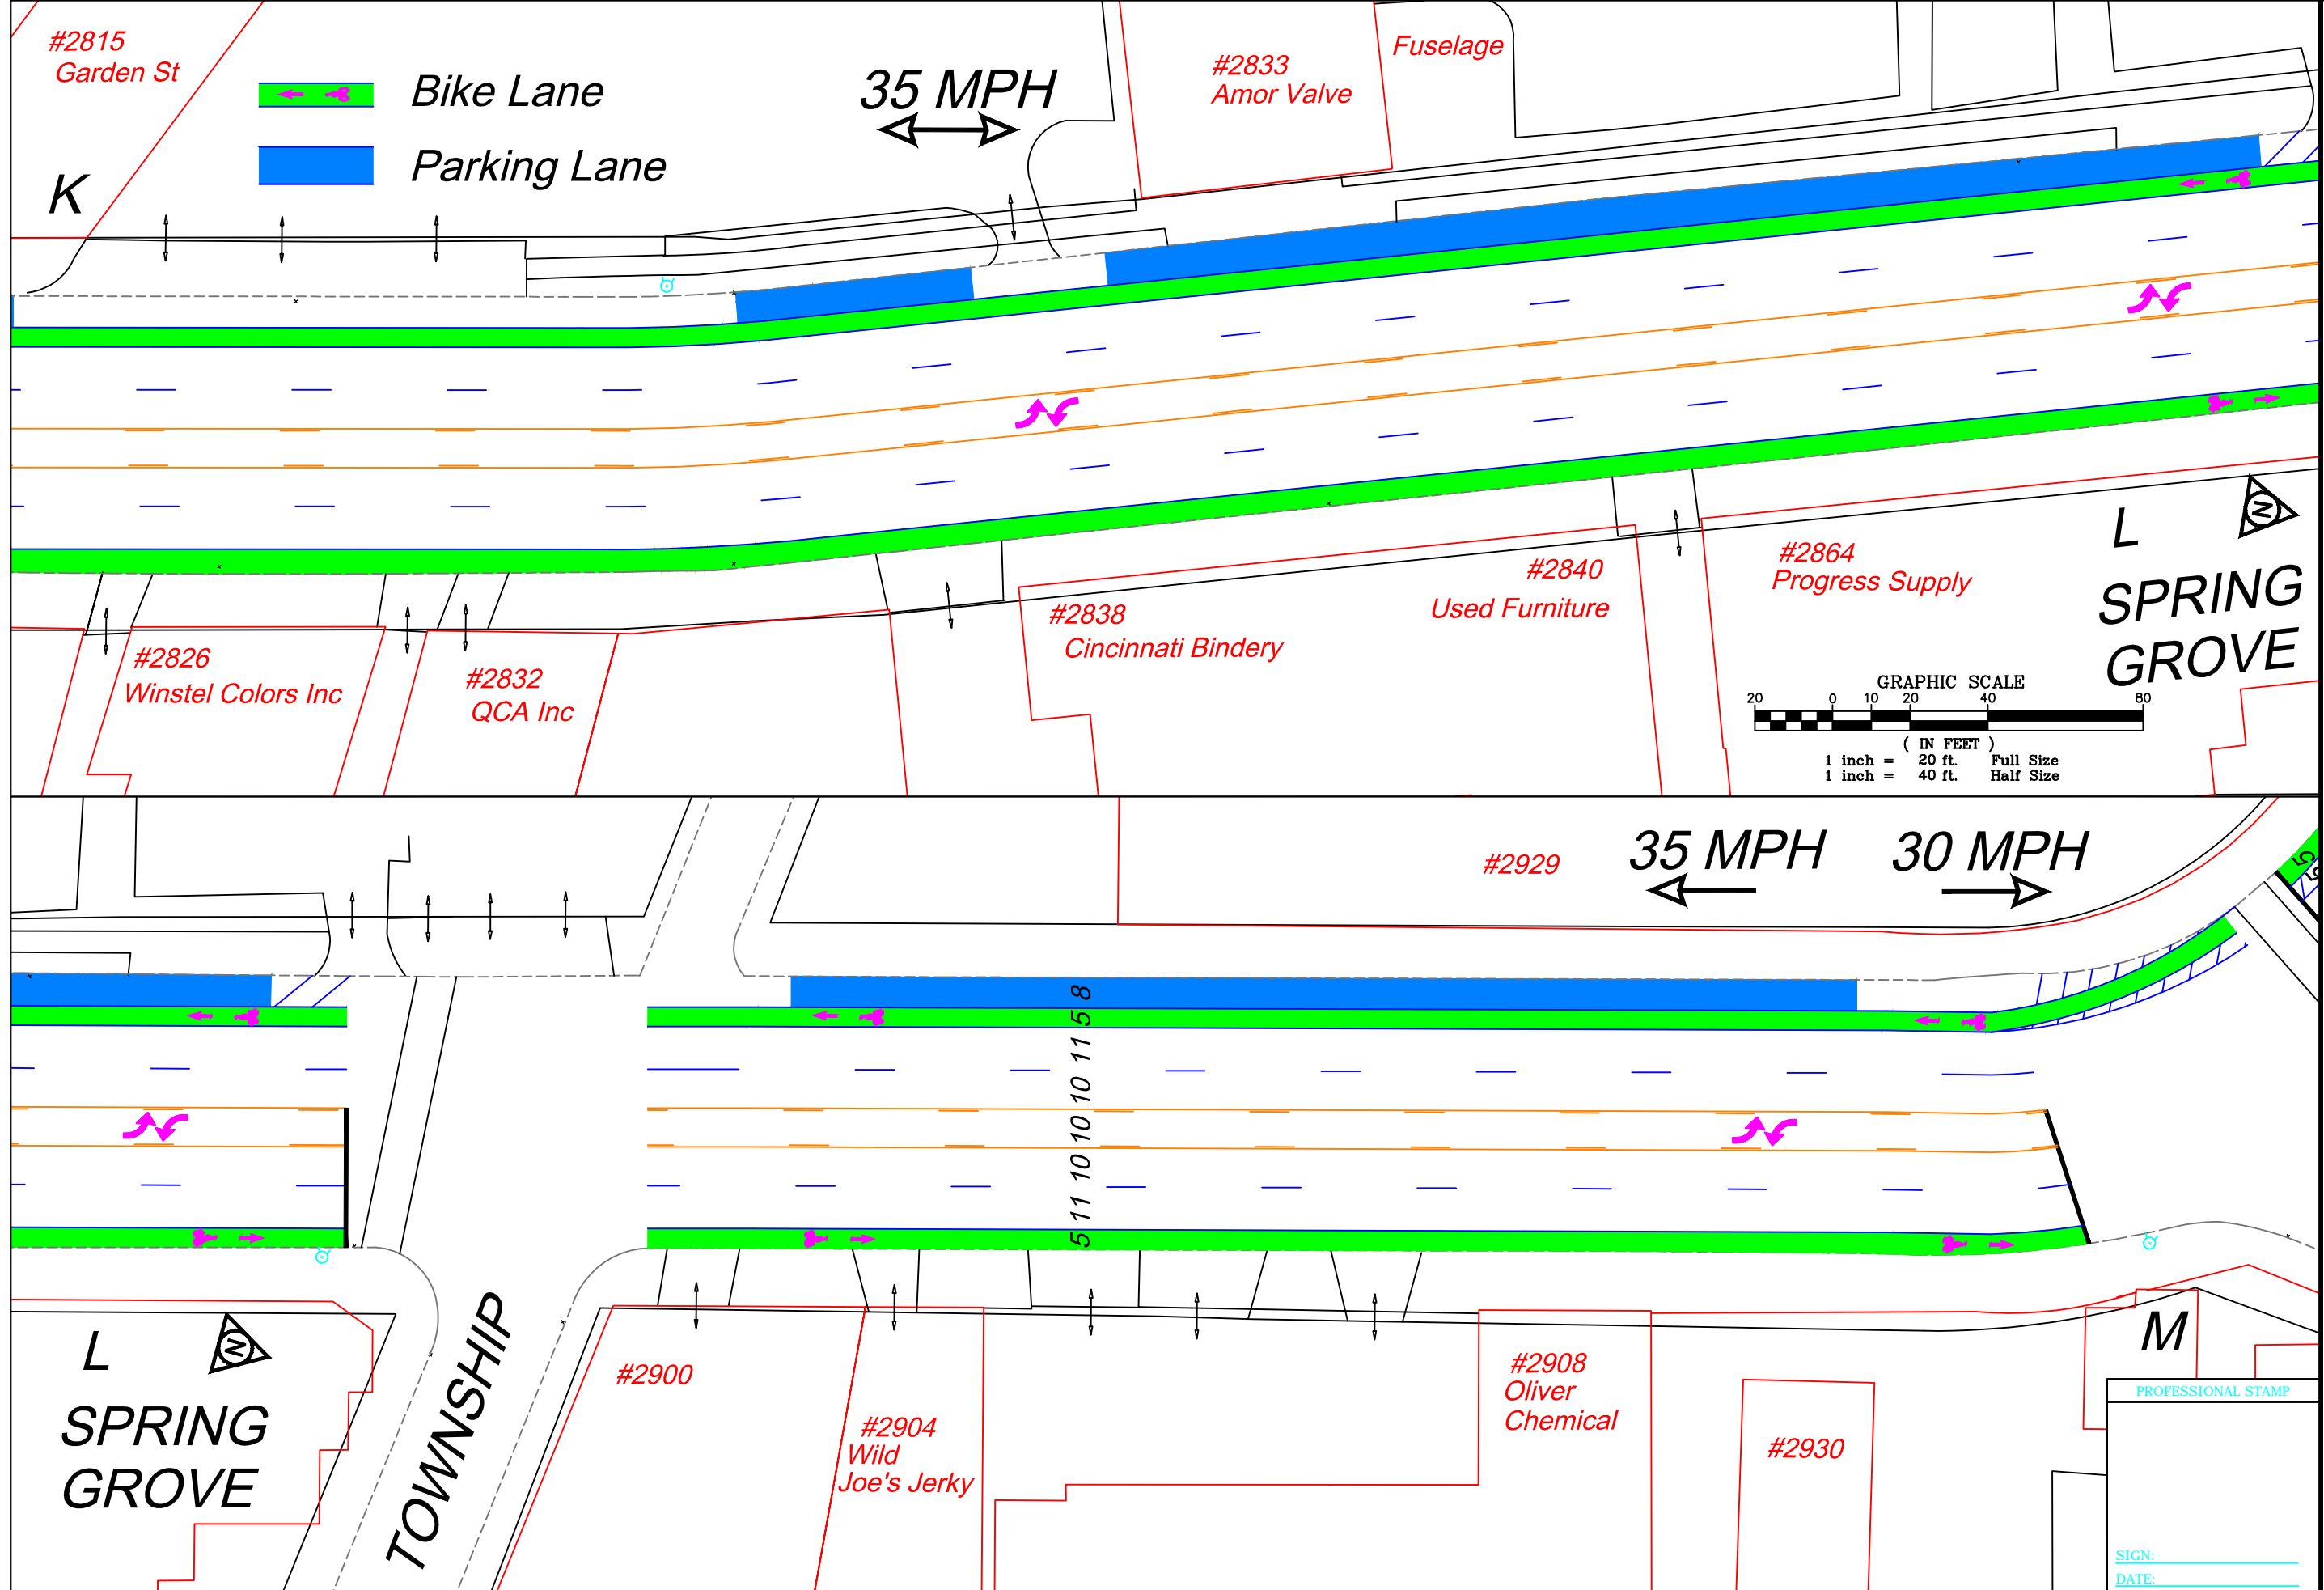 #2815
Garden St
Bike Lane
Parking Lane
35 MPH
#2833
Amor Valve
Fuselage
K
#2826
Winstel Colors Inc
#2832
QCA Inc
#2838
Cincinnati Bindery
#2840
Used Furniture
#2864
Progress Supply
L
N
SPRING
GROVE
GRAPHIC SCALE
20 0 10 20 40 80
( IN FEET )
1 inch = 20 ft. Full Size
1 inch = 40 ft. Half Size
#2929
35 MPH
30 MPH
5
5 11 10 10 10 11 5 8
L
N
SPRING
GROVE
TOWNSHIP
#2900
#2904
Wild
Joe's Jerky
#2908
Oliver
Chemical
#2930
M
PROFESSIONAL STAMP
SIGN:
DATE: